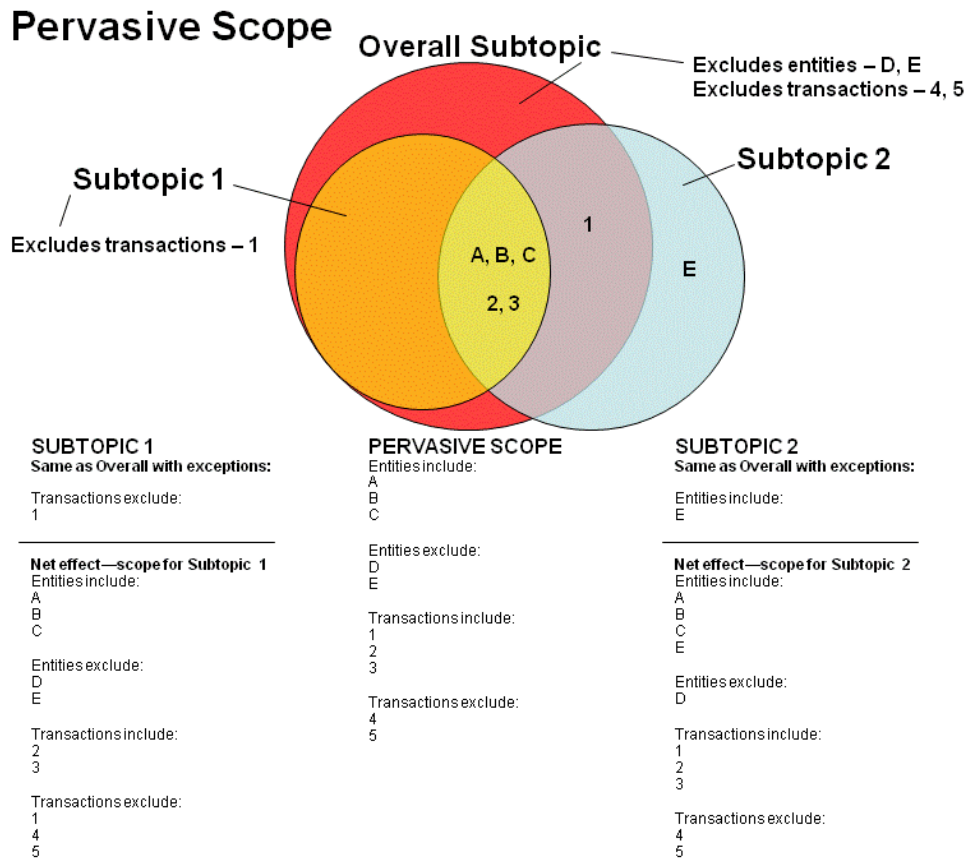 Pervasive Scope
Overall Subtopic
Excludes entities – D, E
Excludes transactions – 4, 5
Subtopic 2
Subtopic 1
Excludes transactions – 1
1
A, B, C
E
2, 3
SUBTOPIC 1
Same as Overall with exceptions:
Transactions exclude:
1
Net effect—scope for Subtopic 1
Entities include:
A
B
C
Entities exclude:
D
E
Transactions include:
2
3
Transactions exclude:
1
4
5
PERVASIVE SCOPE
Entities include:
A
B
C
Entities exclude:
D
E
Transactions include:
1
2
3
Transactions exclude:
4
5
SUBTOPIC 2
Same as Overall with exceptions:
Entities include:
E
Net effect—scope for Subtopic 2
Entities include:
A
B
C
E
Entities exclude:
D
Transactions include:
1
2
3
Transactions exclude:
4
5